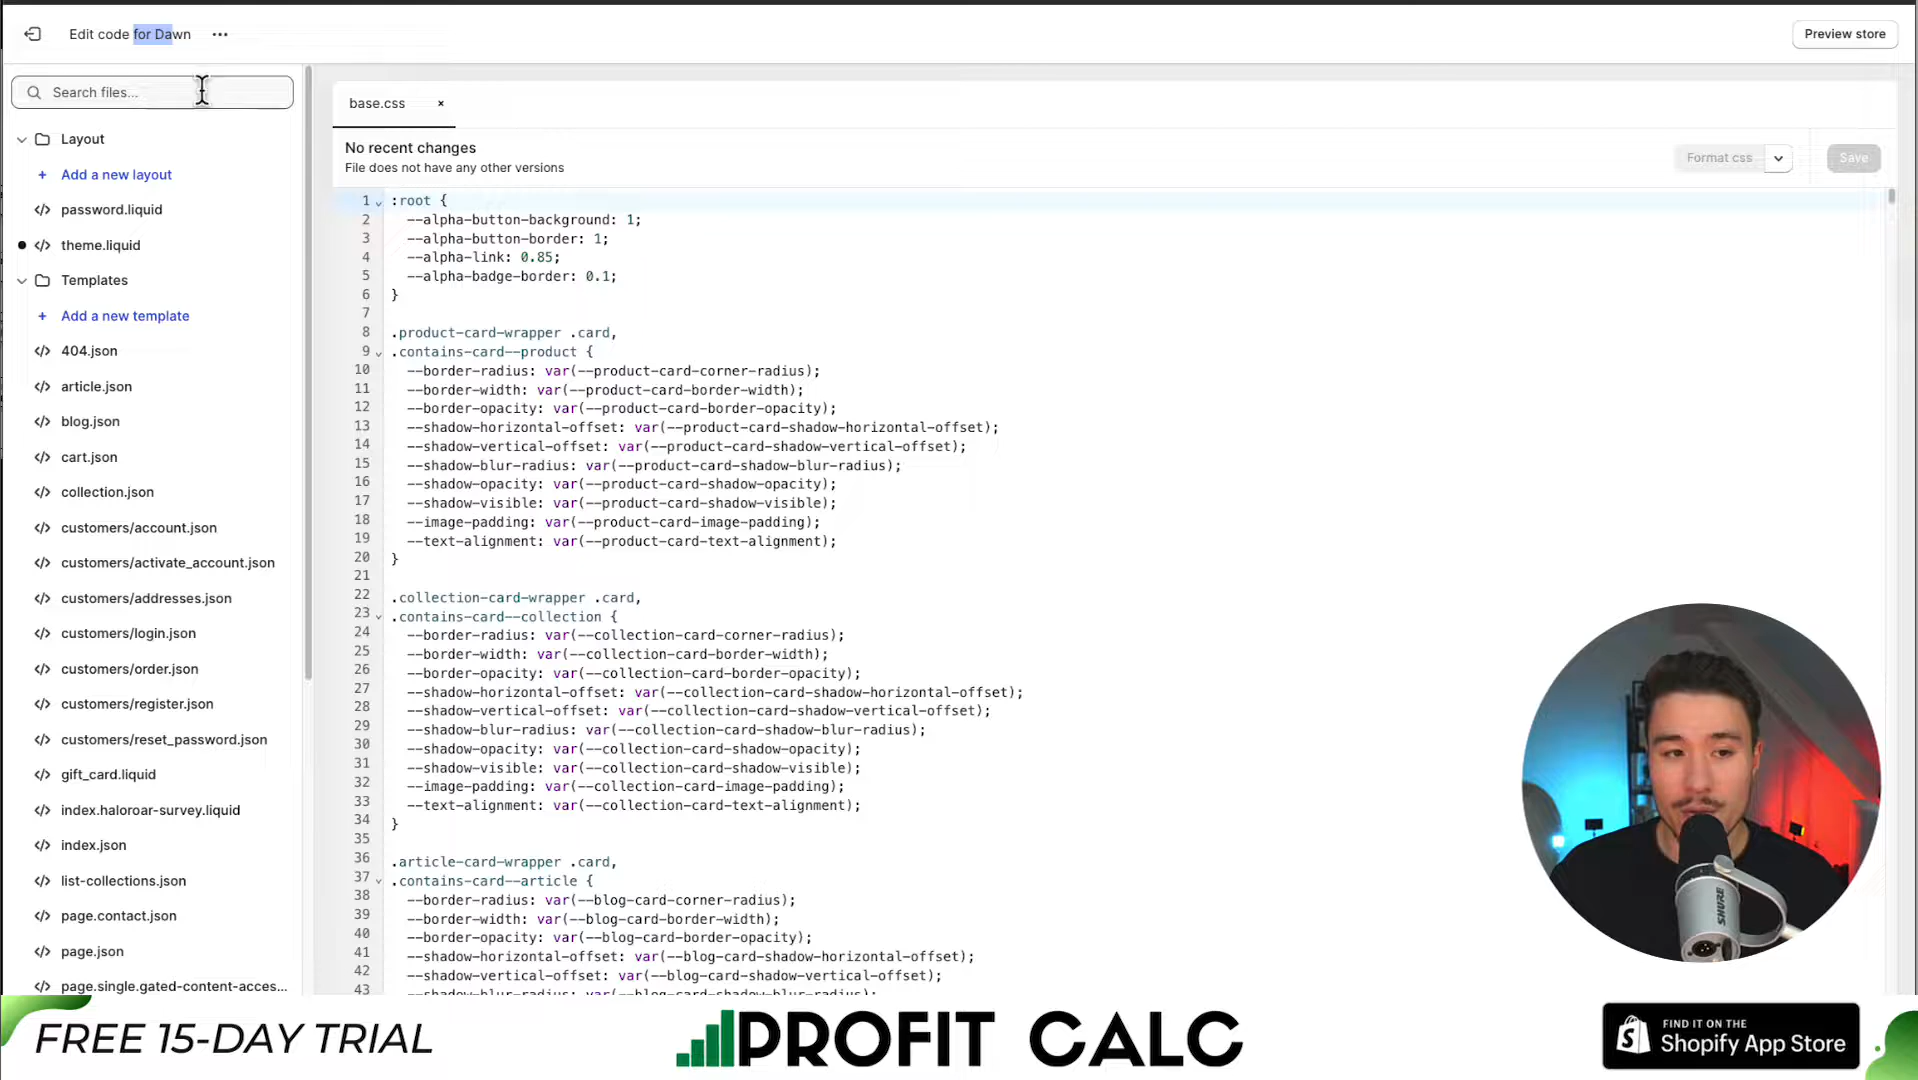 Edit code for Dawn
Preview store
Search files...
Layout
+ Add a new layout
password.liquid
theme.liquid
Templates
+ Add a new template
404.json
article.json
blog.json
cart.json
collection.json
customers/account.json
customers/activate_account.json
customers/addresses.json
customers/login.json
customers/order.json
customers/register.json
customers/reset_password.json
gift_card.liquid
index.haloroar-survey.liquid
index.json
list-collections.json
page.contact.json
page.json
page.single.gated-content-acces...
base.css
No recent changes
File does not have any other versions
Format css
Save
1 :root {
2 --alpha-button-background: 1;
3 --alpha-button-border: 1;
4 --alpha-link: 0.85;
5 --alpha-badge-border: 0.1;
6 }
7
8 .product-card-wrapper .card,
9 .contains-card--product {
10 --border-radius: var(--product-card-corner-radius);
11 --border-width: var(--product-card-border-width);
12 --border-opacity: var(--product-card-border-opacity);
13 --shadow-horizontal-offset: var(--product-card-shadow-horizontal-offset);
14 --shadow-vertical-offset: var(--product-card-shadow-vertical-offset);
15 --shadow-blur-radius: var(--product-card-shadow-blur-radius);
16 --shadow-opacity: var(--product-card-shadow-opacity);
17 --shadow-visible: var(--product-card-shadow-visible);
18 --image-padding: var(--product-card-image-padding);
19 --text-alignment: var(--product-card-text-alignment);
20 }
21
22 .collection-card-wrapper .card,
23 .contains-card--collection {
24 --border-radius: var(--collection-card-corner-radius);
25 --border-width: var(--collection-card-border-width);
26 --border-opacity: var(--collection-card-border-opacity);
27 --shadow-horizontal-offset: var(--collection-card-shadow-horizontal-offset);
28 --shadow-vertical-offset: var(--collection-card-shadow-vertical-offset);
29 --shadow-blur-radius: var(--collection-card-shadow-blur-radius);
30 --shadow-opacity: var(--collection-card-shadow-opacity);
31 --shadow-visible: var(--collection-card-shadow-visible);
32 --image-padding: var(--collection-card-image-padding);
33 --text-alignment: var(--collection-card-text-alignment);
34 }
35
36 .article-card-wrapper .card,
37 .contains-card--article {
38 --border-radius: var(--blog-card-corner-radius);
39 --border-width: var(--blog-card-border-width);
40 --border-opacity: var(--blog-card-border-opacity);
41 --shadow-horizontal-offset: var(--blog-card-shadow-horizontal-offset);
42 --shadow-vertical-offset: var(--blog-card-shadow-vertical-offset);
43 --shadow-blur-radius: var(--blog-card-shadow-blur-radius);
SHURE
FREE 15-DAY TRIAL
PROFIT CALC
FIND IT ON THE
Shopify App Store